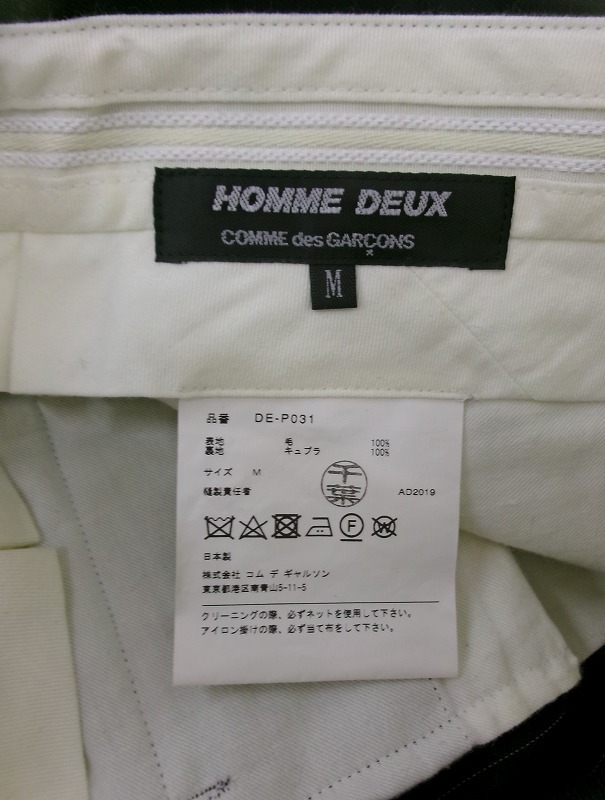 HOMME DEUX
COMME des GARÇONS
M
品番 DE-P031
表地 毛 100%
裏地 キュプラ 100%
サイズ M
縫製責任者 千葉 AD2019
F W
日本製
株式会社 コム デ ギャルソン
東京都港区南青山5-11-5
クリーニングの際、必ずネットを使用して下さい。
アイロン掛けの際、必ず当て布をして下さい。